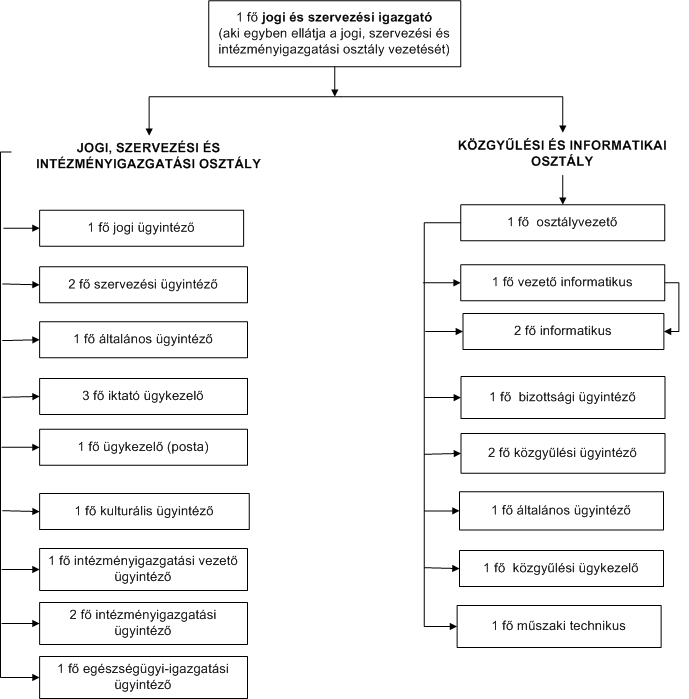 1 fő jogi és szervezési igazgató
(aki egyben ellátja a jogi, szervezési és
intézményigazgatási osztály vezetését)
JOGI, SZERVEZÉSI ÉS
INTÉZMÉNYIGAZGATÁSI OSZTÁLY
1 fő jogi ügyintéző
2 fő szervezési ügyintéző
1 fő általános ügyintéző
3 fő iktató ügykezelő
1 fő ügykezelő (posta)
1 fő kulturális ügyintéző
1 fő intézményigazgatási vezető
ügyintéző
2 fő intézményigazgatási
ügyintéző
1 fő egészségügyi-igazgatási
ügyintéző
KÖZGYŰLÉSI ÉS INFORMATIKAI
OSZTÁLY
1 fő osztályvezető
1 fő vezető informatikus
2 fő informatikus
1 fő bizottsági ügyintéző
2 fő közgyűlési ügyintéző
1 fő általános ügyintéző
1 fő közgyűlési ügykezelő
1 fő műszaki technikus